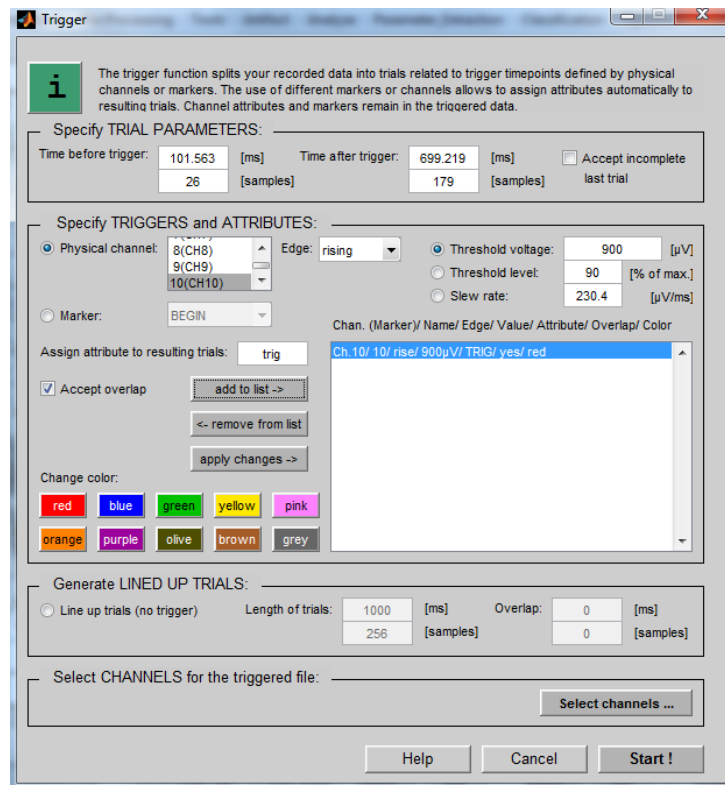 Trigger
Processing Tools Artifact Analyze Parameter_Extraction Classification
i
The trigger function splits your recorded data into trials related to trigger timepoints defined by physical
channels or markers. The use of different markers or channels allows to assign attributes automatically to
resulting trials. Channel attributes and markers remain in the triggered data.
Specify TRIAL PARAMETERS:
Time before trigger: 101.563 [ms] Time after trigger: 699.219 [ms] Accept incomplete
26 [samples] 179 [samples] last trial
Specify TRIGGERS and ATTRIBUTES:
Physical channel: 8(CH8) Edge: rising Threshold voltage: 900 [µV]
9(CH9) Threshold level: 90 [% of max.]
10(CH10) Slew rate: 230.4 [µV/ms]
Marker: BEGIN
Chan. (Marker)/ Name/ Edge/ Value/ Attribute/ Overlap/ Color
Assign attribute to resulting trials: trig Ch.10/ 10/ rise/ 900µV/ TRIG/ yes/ red
Accept overlap add to list ->
<- remove from list
apply changes ->
Change color:
red blue green yellow pink
orange purple olive brown grey
Generate LINED UP TRIALS:
Line up trials (no trigger) Length of trials: 1000 [ms] Overlap: 0 [ms]
256 [samples] 0 [samples]
Select CHANNELS for the triggered file:
Select channels ...
Help Cancel Start !